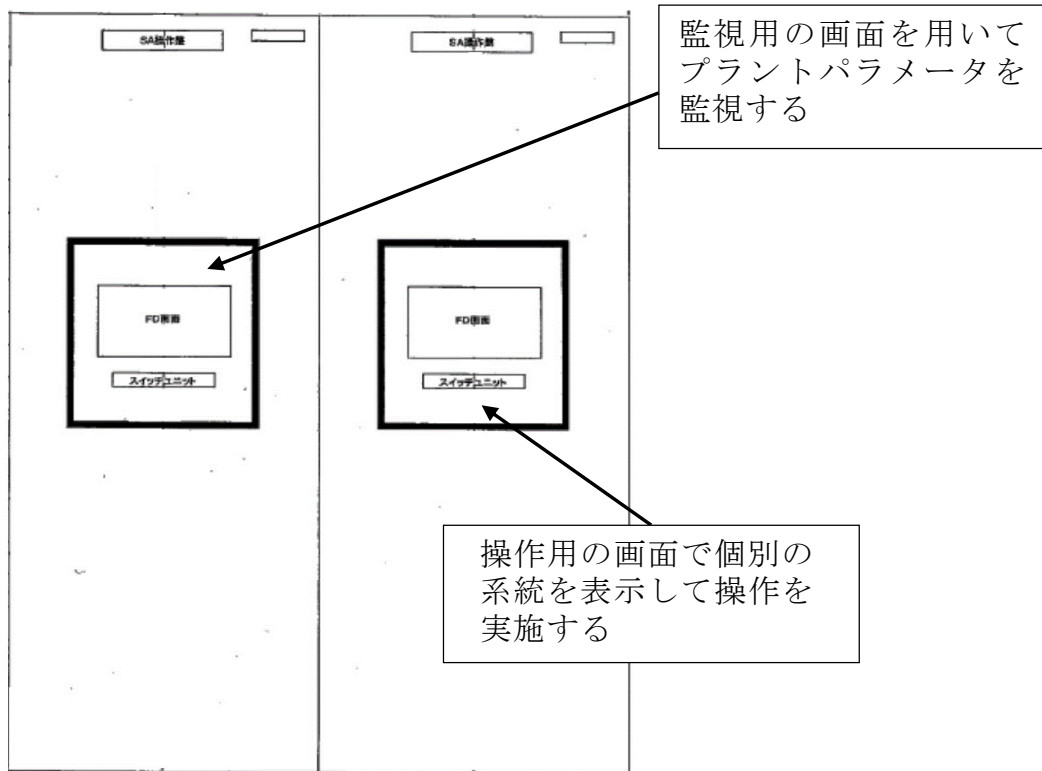 SA操作盤
SA操作盤
監視用の画面を用いて
プラントパラメータを
監視する
FD画面
FD画面
スイッチユニット
スイッチユニット
操作用の画面で個別の
系統を表示して操作を
実施する